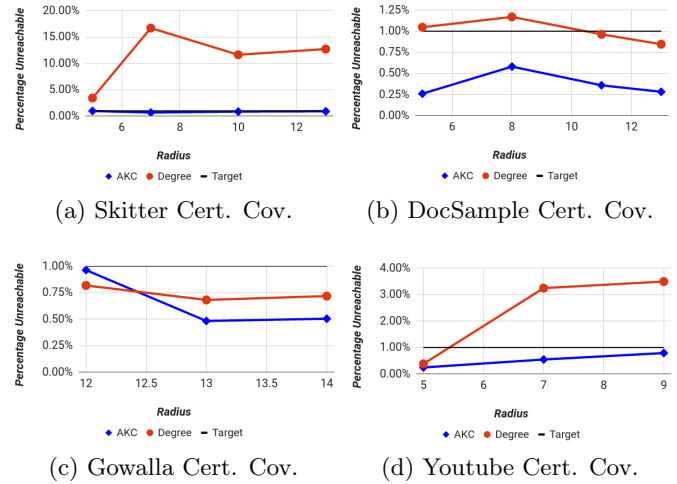 20.00%
15.00%
10.00%
5.00%
0.00%
Percentage Unreachable
6 8 10 12
Radius
AKC Degree Target
(a) Skitter Cert. Cov.
1.25%
1.00%
0.75%
0.50%
0.25%
0.00%
Percentage Unreachable
6 8 10 12
Radius
AKC Degree Target
(b) DocSample Cert. Cov.
1.00%
0.75%
0.50%
0.25%
0.00%
Percentage Unreachable
12 12.5 13 13.5 14
Radius
AKC Degree Target
(c) Gowalla Cert. Cov.
4.00%
3.00%
2.00%
1.00%
0.00%
Percentage Unreachable
5 6 7 8 9
Radius
AKC Degree Target
(d) Youtube Cert. Cov.